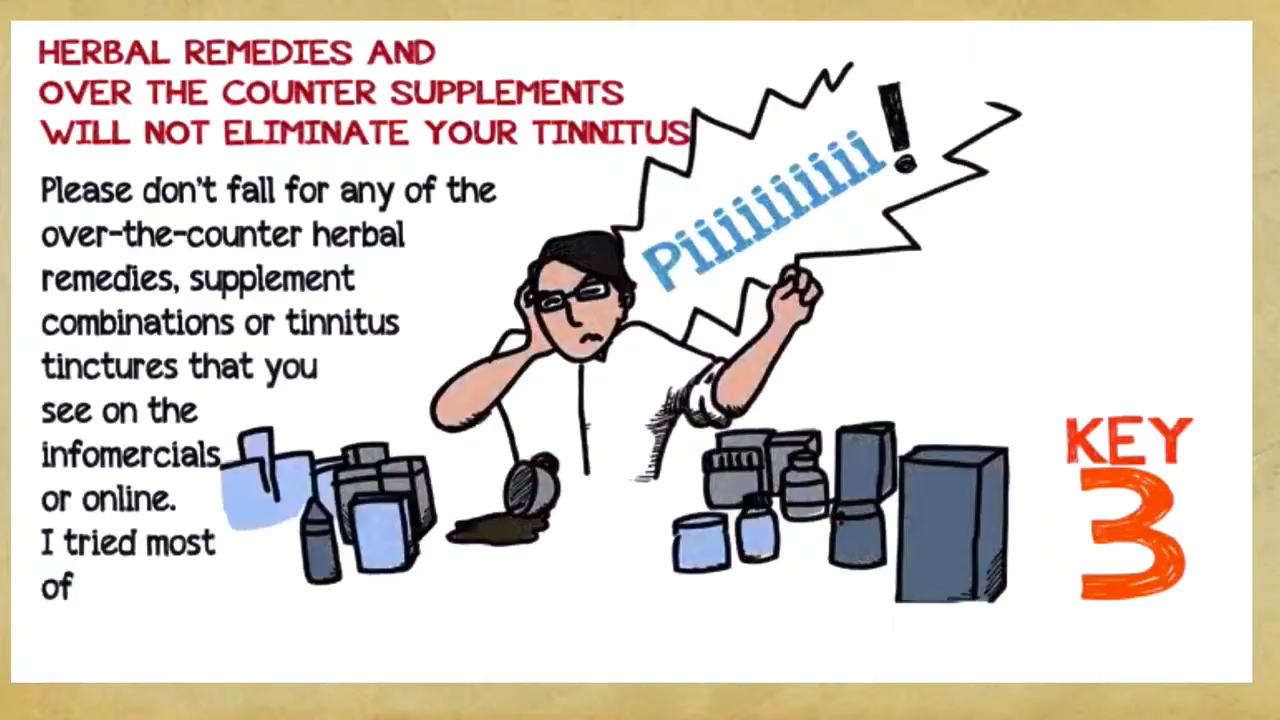 HERBAL REMEDIES AND
OVER THE COUNTER SUPPLEMENTS
WILL NOT ELIMINATE YOUR TINNITUS
Please don't fall for any of the
over-the-counter herbal
remedies, supplement
combinations or tinnitus
tinctures that you
see on the
infomercials
or online.
I tried most
of
Piiiiiiiii!
KEY
3